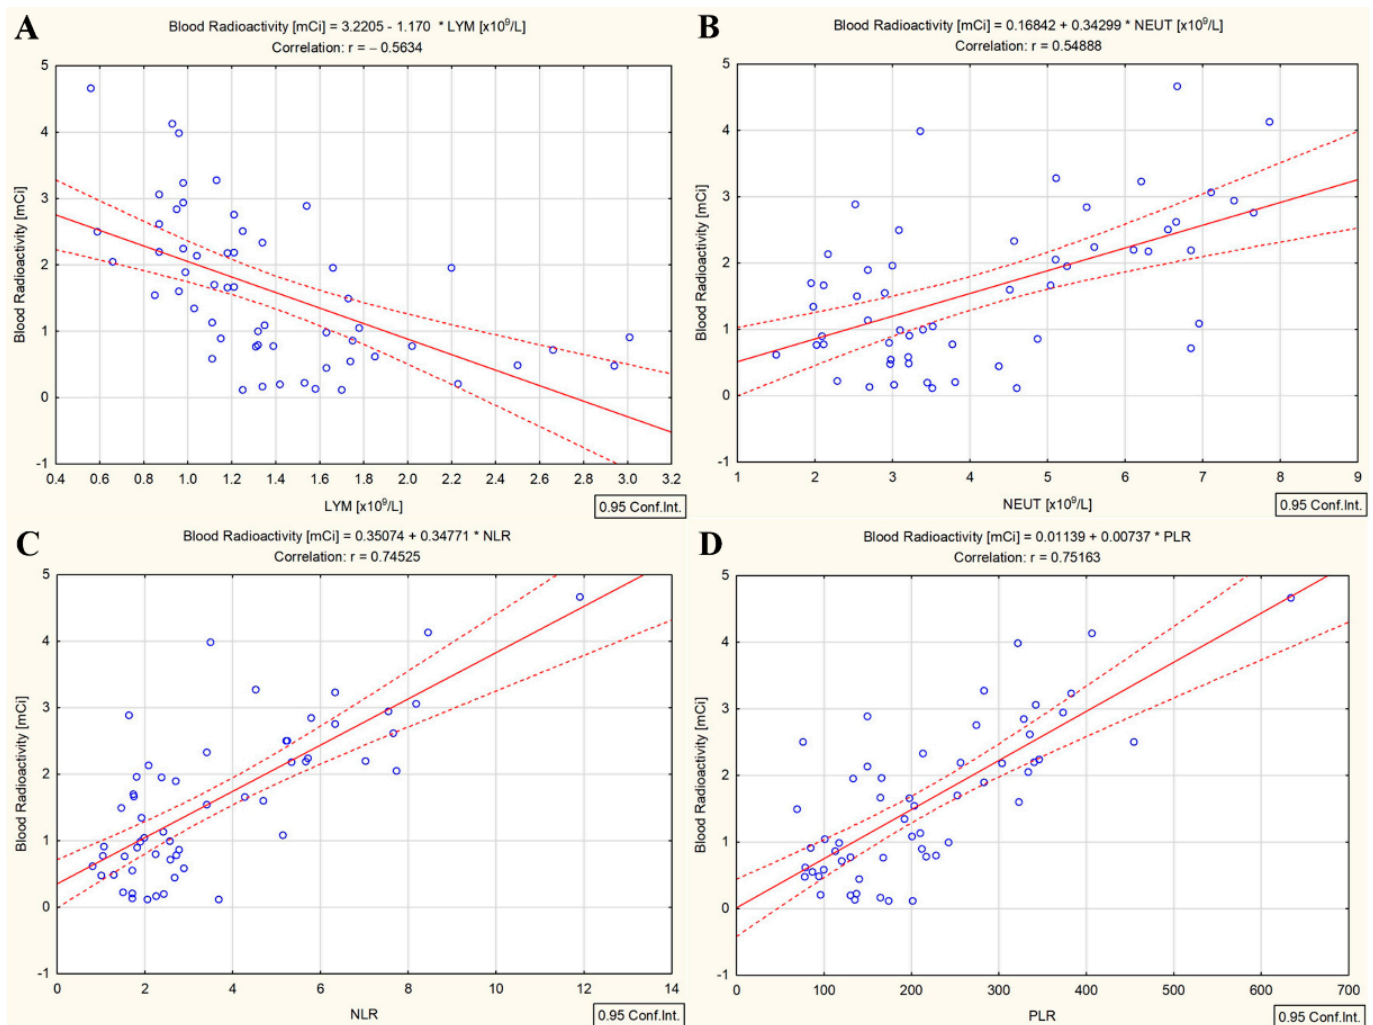 A
Blood Radioactivity [mCi] = 3.2205 - 1.170 * LYM [x10⁹/L]
Correlation: r = – 0.5634
Blood Radioactivity [mCi]
5
4
3
2
1
0
-1
0.4 0.6 0.8 1.0 1.2 1.4 1.6 1.8 2.0 2.2 2.4 2.6 2.8 3.0 3.2
LYM [x10⁹/L]
0.95 Conf.Int.
B
Blood Radioactivity [mCi] = 0.16842 + 0.34299 * NEUT [x10⁹/L]
Correlation: r = 0.54888
Blood Radioactivity [mCi]
5
4
3
2
1
0
-1
1 2 3 4 5 6 7 8 9
NEUT [x10⁹/L]
0.95 Conf.Int.
C
Blood Radioactivity [mCi] = 0.35074 + 0.34771 * NLR
Correlation: r = 0.74525
Blood Radioactivity [mCi]
5
4
3
2
1
0
-1
0 2 4 6 8 10 12 14
NLR
0.95 Conf.Int.
D
Blood Radioactivity [mCi] = 0.01139 + 0.00737 * PLR
Correlation: r = 0.75163
Blood Radioactivity [mCi]
5
4
3
2
1
0
-1
0 100 200 300 400 500 600 700
PLR
0.95 Conf.Int.